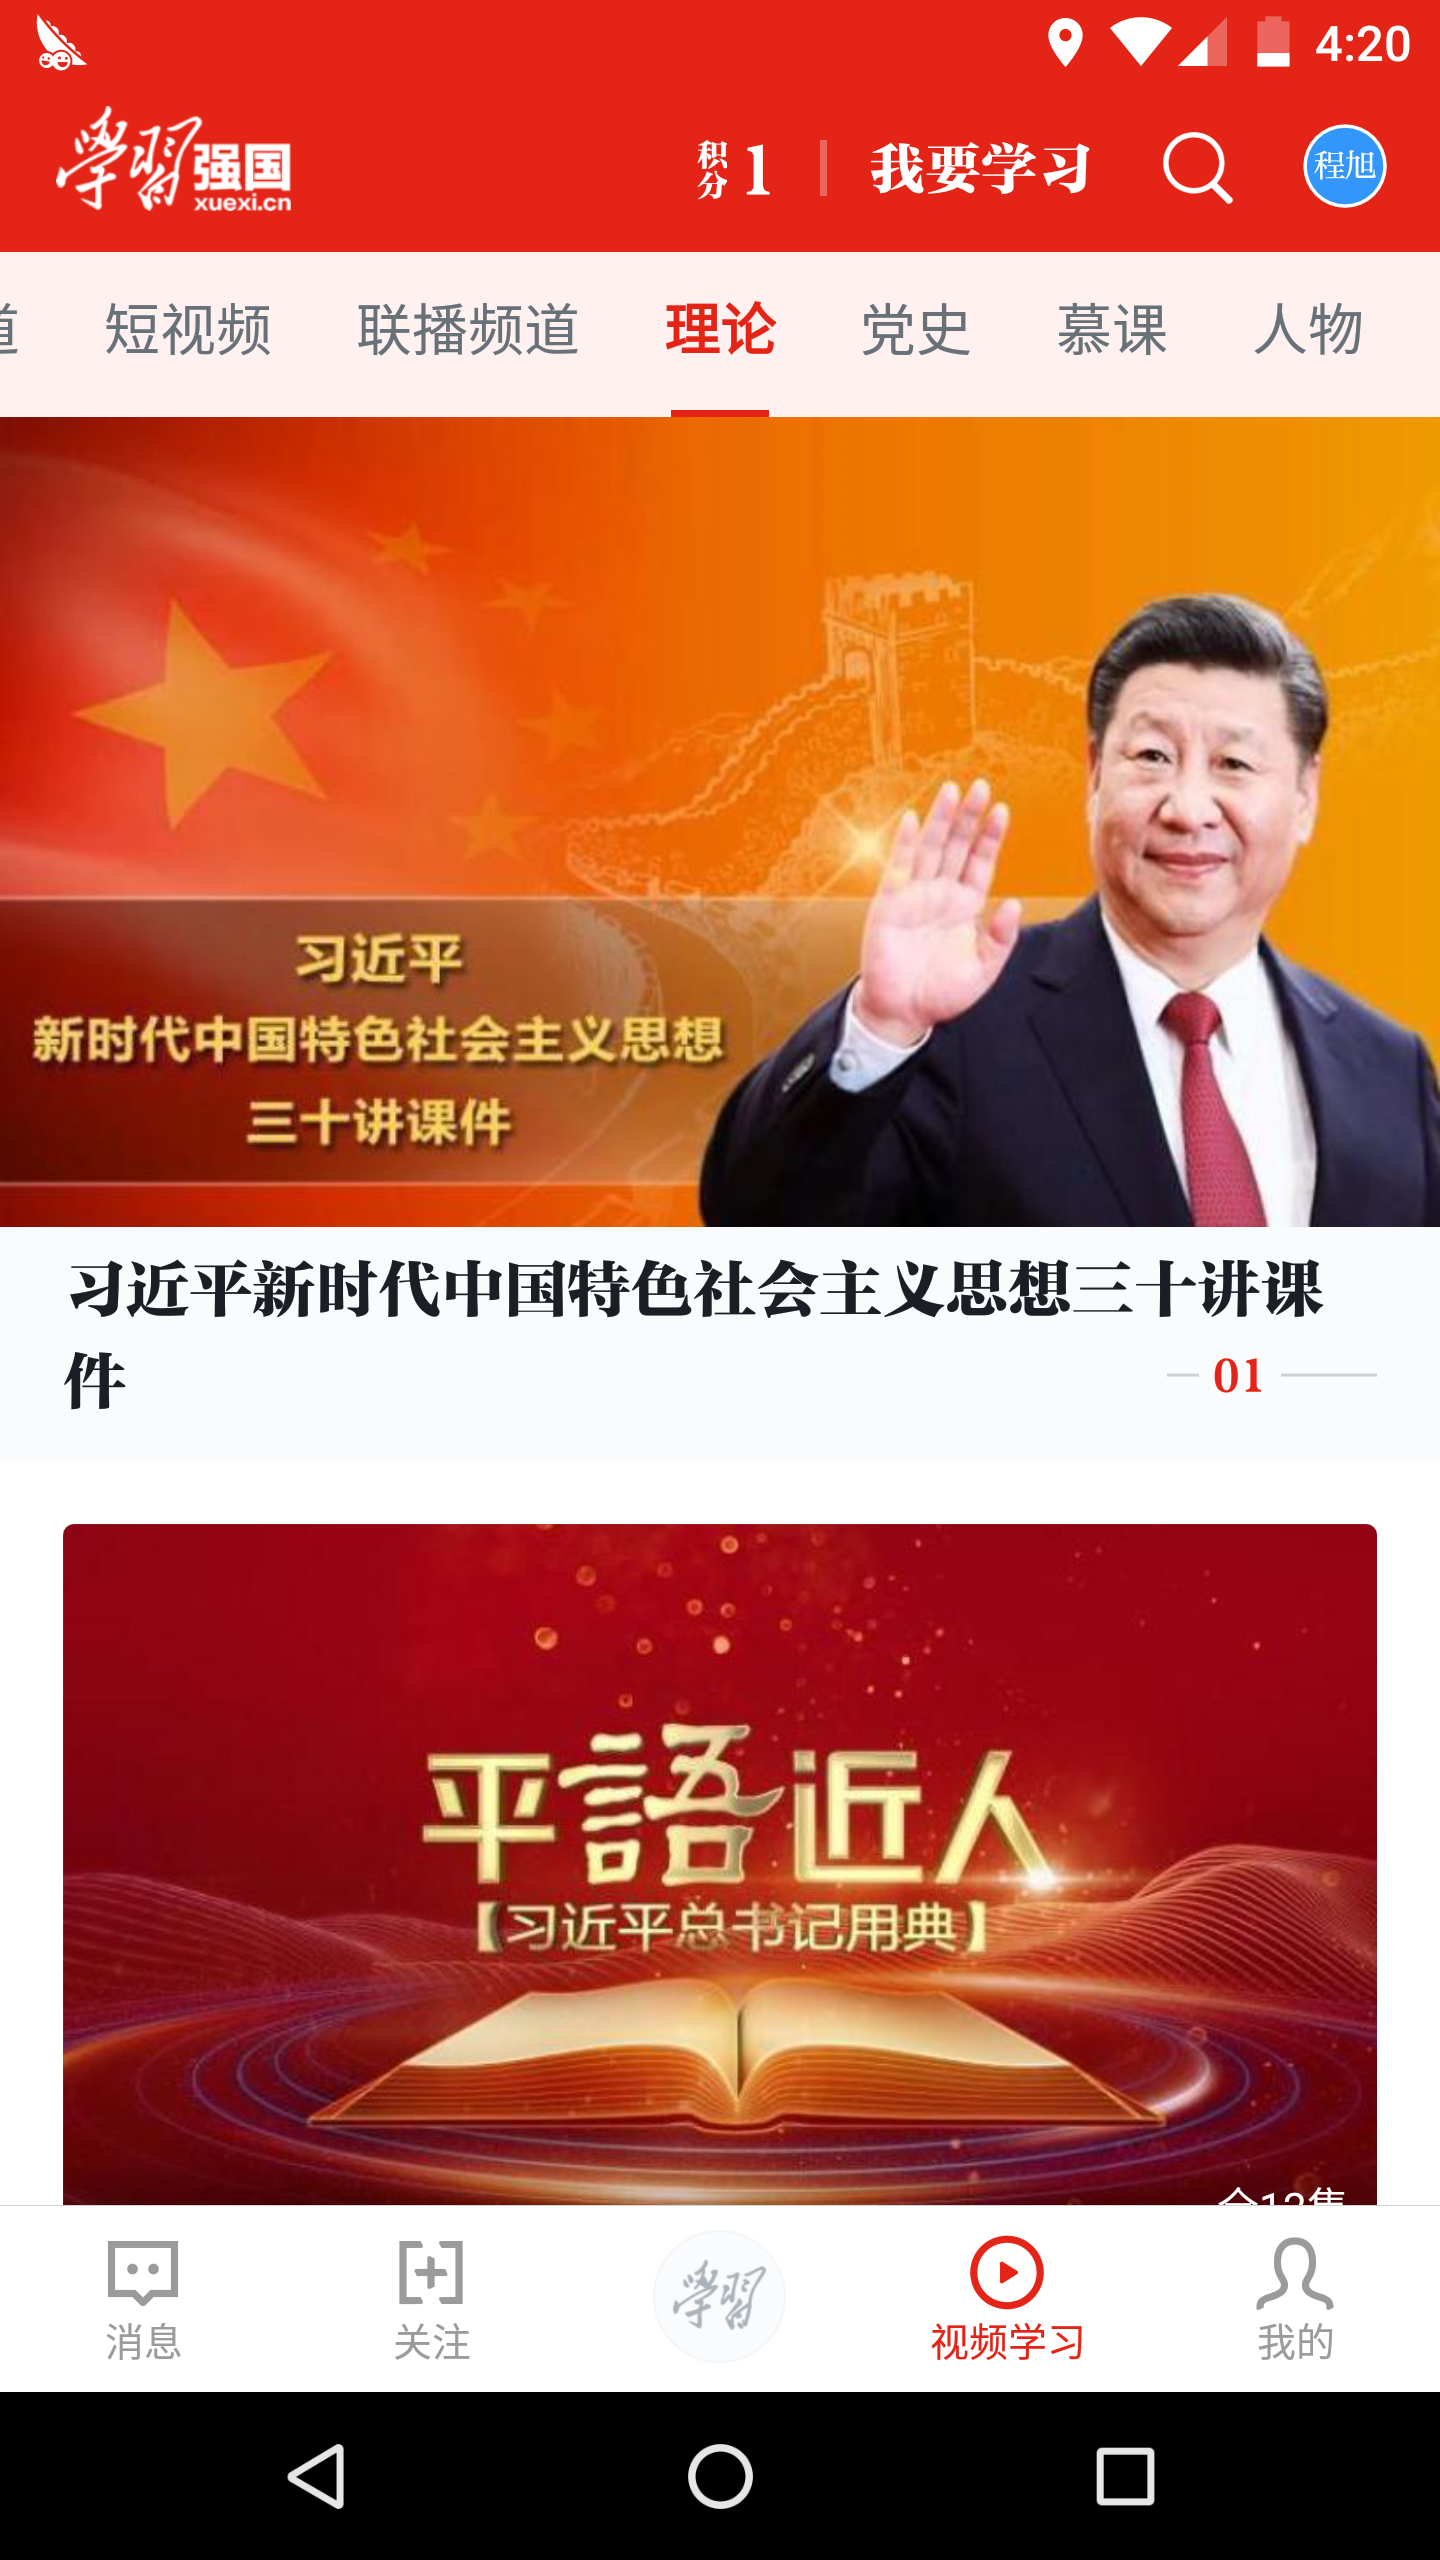 4:20
學習强国
xuexi.cn
积分 1
我要学习
程旭
短视频 联播频道 理论 党史 慕课 人物
习近平
新时代中国特色社会主义思想
三十讲课件
习近平新时代中国特色社会主义思想三十讲课
件
01
平語近人
【习近平总书记用典】
學習
消息 关注 视频学习 我的